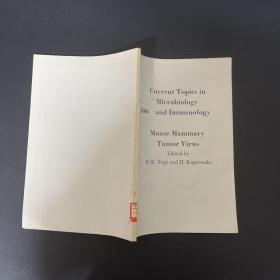 Current Topics in
Microbiology
106 and Immunology
Mouse Mammary
Tumor Virus
Edited by
P. K. Vogt and H. Koprowski